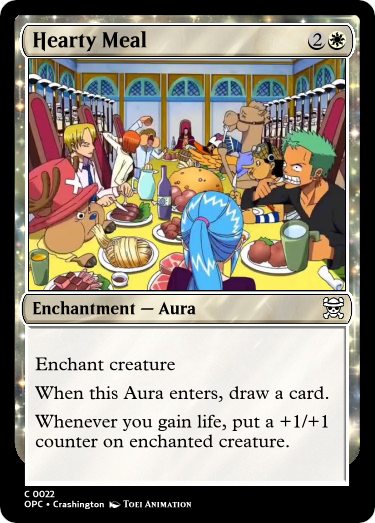 Hearty Meal 2
Enchantment — Aura
Enchant creature
When this Aura enters, draw a card.
Whenever you gain life, put a +1/+1
counter on enchanted creature.
C 0022
OPC • Crashington TOEI ANIMATION